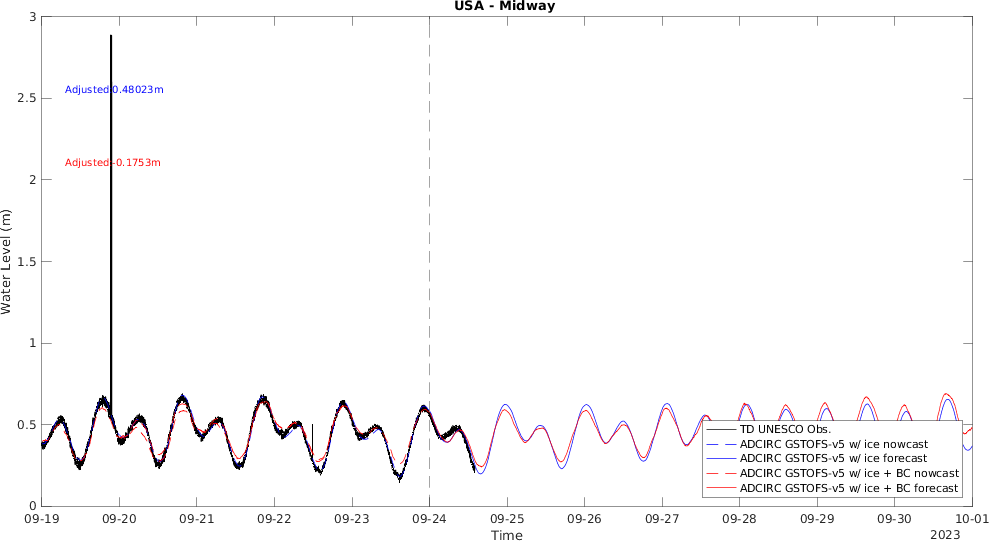 USA - Midway
3
2.5
2
1.5
1
0.5
0
Water Level (m)
Adjusted 0.48023m
Adjusted -0.1753m
TD UNESCO Obs.
ADCIRC GSTOFS-v5 w/ ice nowcast
ADCIRC GSTOFS-v5 w/ ice forecast
ADCIRC GSTOFS-v5 w/ ice + BC nowcast
ADCIRC GSTOFS-v5 w/ ice + BC forecast
09-19 09-20 09-21 09-22 09-23 09-24 09-25 09-26 09-27 09-28 09-29 09-30 10-01
Time
2023